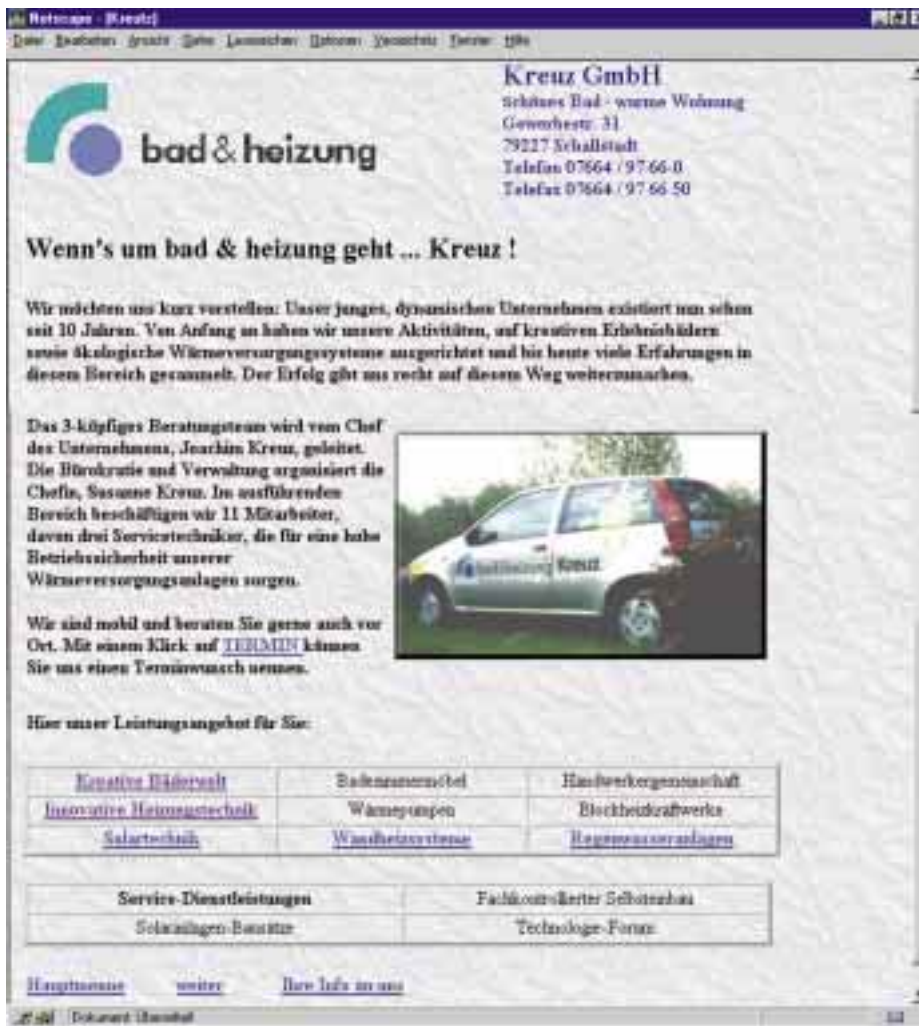 Netscape - [Kreutz]
Datei Bearbeiten Ansicht Gehe Lesezeichen Optionen Verzeichnis Fenster Hilfe
bad & heizung
Kreuz GmbH
Schönes Bad - warme Wohnung
Gewerbestr. 31
79227 Schallstadt
Telefon 07664 / 97 66-0
Telefax 07664 / 97 66 50
Wenn's um bad & heizung geht ... Kreuz !
Wir möchten uns kurz vorstellen: Unser junges, dynamisches Unternehmen existiert nun schon
seit 10 Jahren. Von Anfang an haben wir unsere Aktivitäten, auf kreativen Erlebnisbädern
sowie ökologische Wärmeversorgungssysteme ausgerichtet und bis heute viele Erfahrungen in
diesem Bereich gesammelt. Der Erfolg gibt uns recht auf diesem Weg weiterzumachen.
Das 3-köpfiges Beratungsteam wird vom Chef
des Unternehmens, Joachim Kreuz, geleitet.
Die Bürokratie und Verwaltung organisiert die
Chefin, Susanne Kreuz. Im ausführenden
Bereich beschäftigen wir 11 Mitarbeiter,
davon drei Servicetechniker, die für eine hohe
Betriebssicherheit unserer
Wärmeversorgungsanlagen sorgen.
bad&heizung Kreuz
Wir sind mobil und beraten Sie gerne auch vor
Ort. Mit einem Klick auf TERMIN können
Sie uns einen Terminwunsch nennen.
Hier unser Leistungsangebot für Sie:
Kreative Bäderwelt Badezimmermöbel Handwerkergemeinschaft
Innovative Heizungstechnik Wärmepumpen Blockheizkraftwerke
Solartechnik Wandheizsysteme Regenwasseranlagen
Service-Dienstleistungen Fachkontrollierter Selbsteinbau
Solaranlagen-Bausätze Technologie-Forum
Hauptmenue weiter Ihre Info an uns
Dokument: Übermittelt